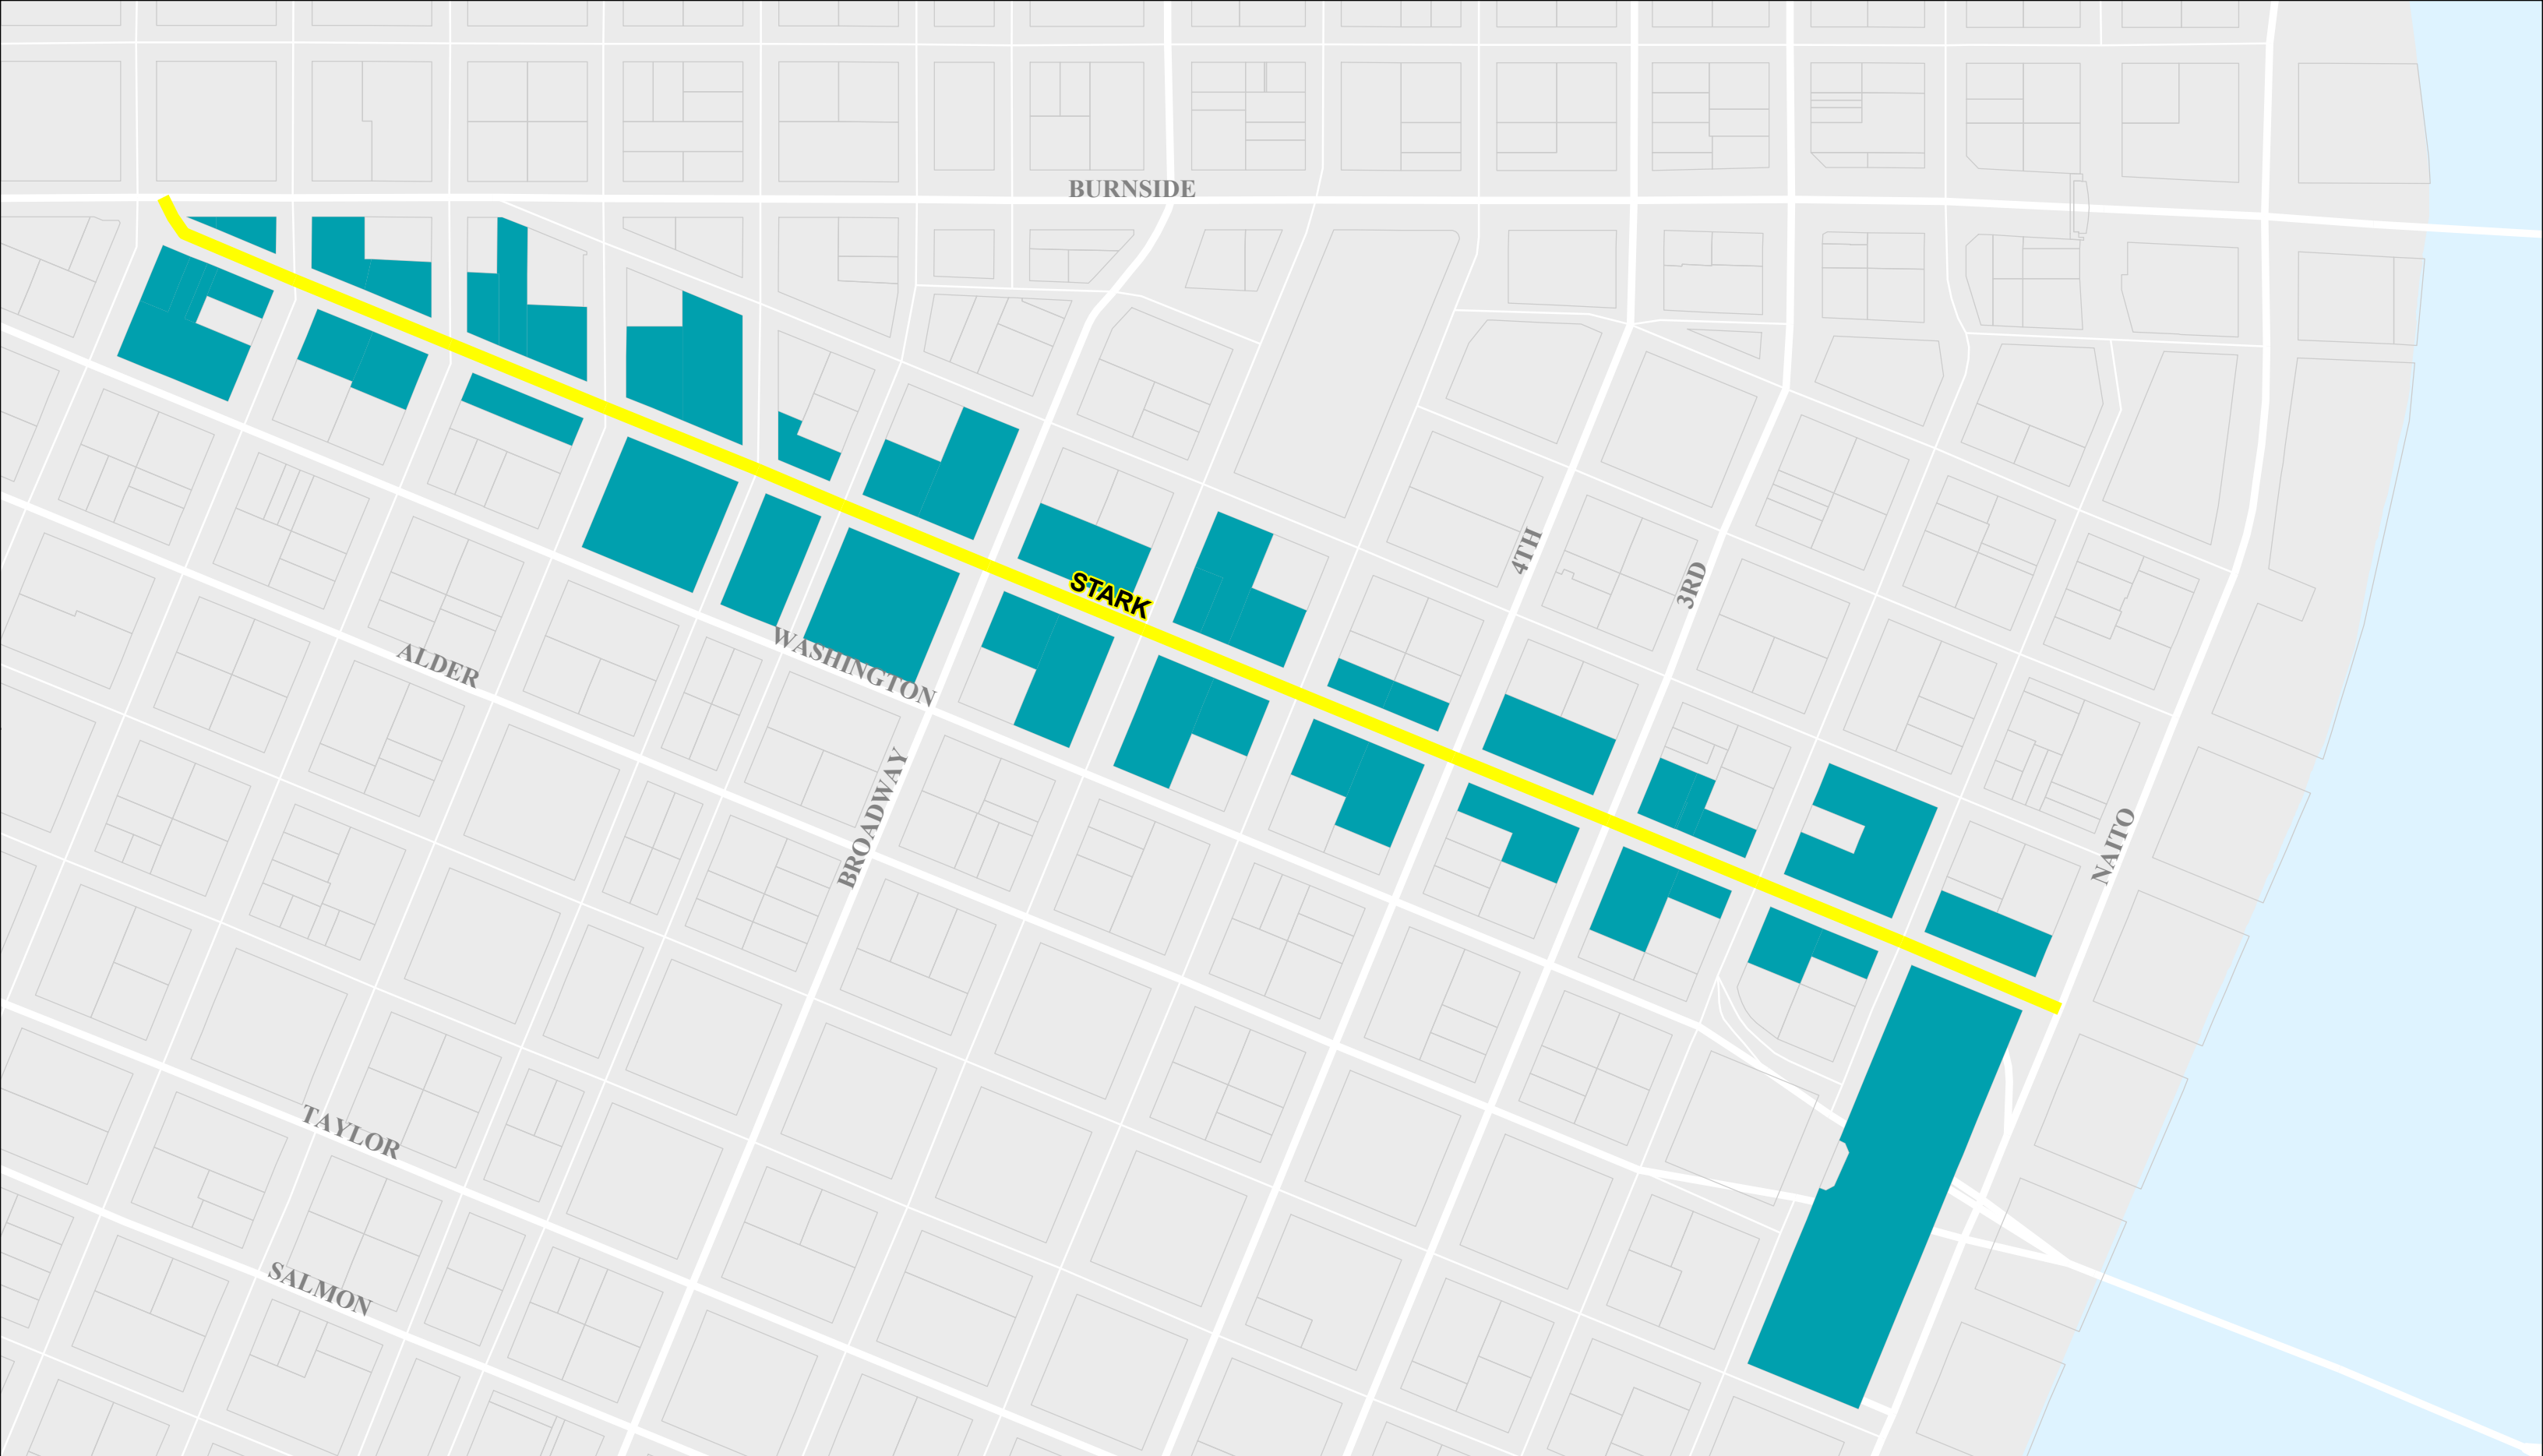 BURNSIDE
4TH
3RD
STARK
WASHINGTON
ALDER
BROADWAY
NAITO
TAYLOR
SALMON